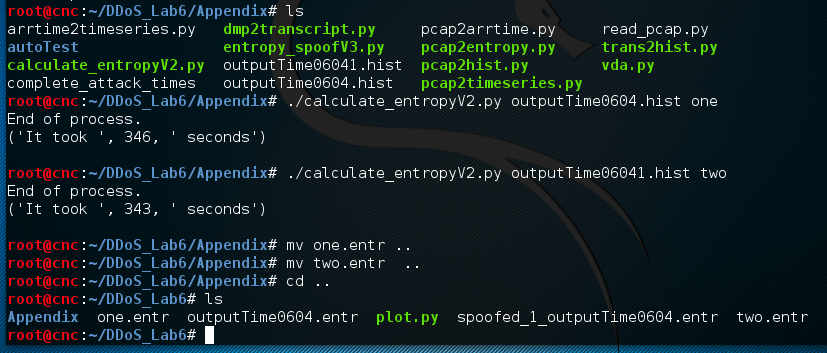 root@cnc:~/DDoS_Lab6/Appendix# ls
arrtime2timeseries.py   dmp2transcript.py     pcap2arrtime.py      read_pcap.py
autoTest                entropy_spoofV3.py    pcap2entropy.py      trans2hist.py
calculate_entropyV2.py  outputTime06041.hist  pcap2hist.py         vda.py
complete_attack_times   outputTime0604.hist   pcap2timeseries.py
root@cnc:~/DDoS_Lab6/Appendix# ./calculate_entropyV2.py outputTime0604.hist one
End of process.
('It took ', 346, ' seconds')

root@cnc:~/DDoS_Lab6/Appendix# ./calculate_entropyV2.py outputTime06041.hist two
End of process.
('It took ', 343, ' seconds')

root@cnc:~/DDoS_Lab6/Appendix# mv one.entr ..
root@cnc:~/DDoS_Lab6/Appendix# mv two.entr  ..
root@cnc:~/DDoS_Lab6/Appendix# cd ..
root@cnc:~/DDoS_Lab6# ls
Appendix  one.entr  outputTime0604.entr  plot.py  spoofed_1_outputTime0604.entr  two.entr
root@cnc:~/DDoS_Lab6#